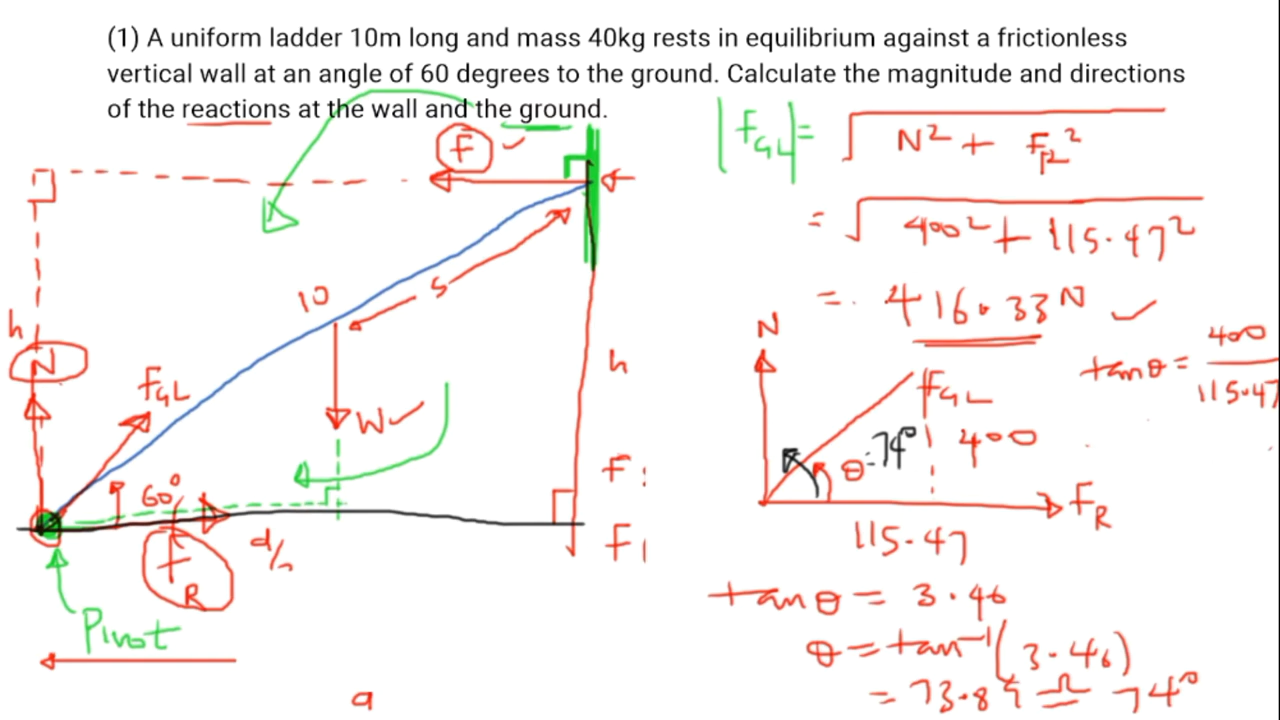 (1) A uniform ladder 10m long and mass 40kg rests in equilibrium against a frictionless
vertical wall at an angle of 60 degrees to the ground. Calculate the magnitude and directions
of the reactions at the wall and the ground.
F
10
5
h
N
FGL
W
60°
FR
a/2
Pivot
a
h
F :
F
|FGL| = √N² + FR²
= √400² + 115.47²
= 416.33N
N
FGL
θ = 74°
400
FR
115.47
tanθ = 400/115.47
tanθ = 3.46
θ = tan⁻¹(3.46)
= 73.89 ≏ 74°